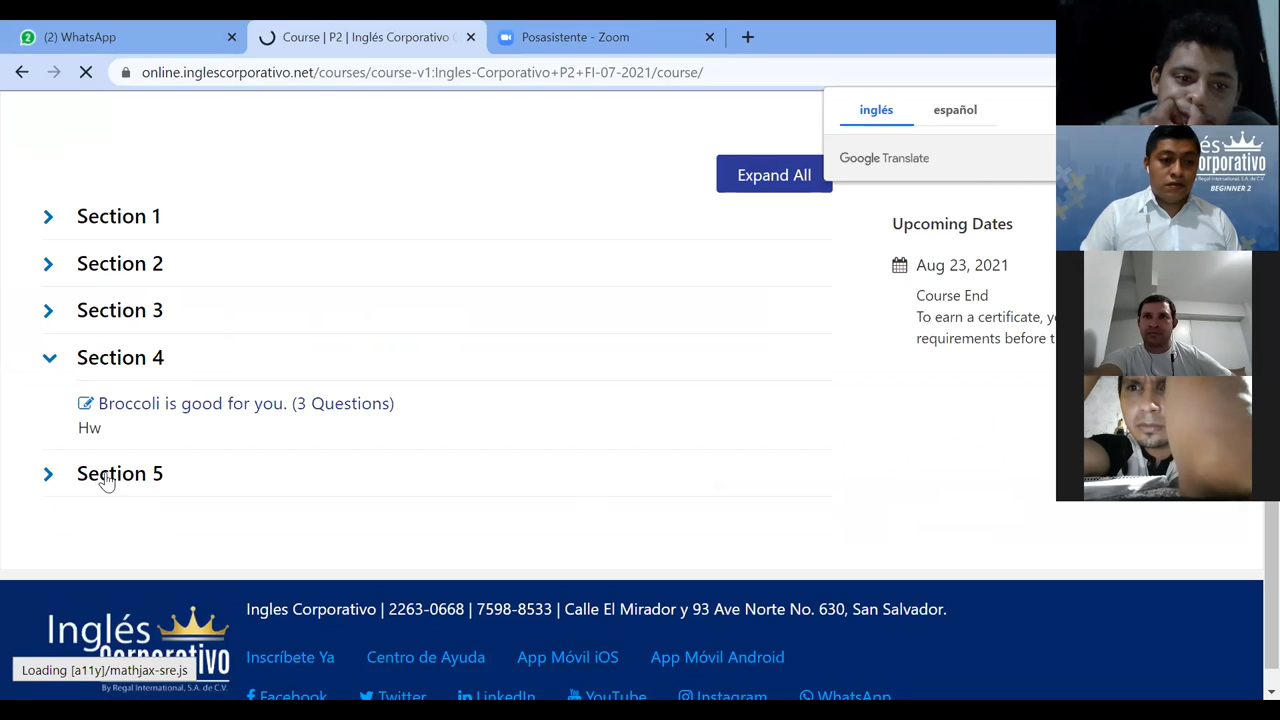 (2) WhatsApp
Course | P2 | Inglés Corporativo
Posasistente - Zoom
online.inglescorporativo.net/courses/course-v1:Ingles-Corporativo+P2+FI-07-2021/course/
inglés español
Google Translate
Expand All
Section 1
Section 2
Section 3
Section 4
Broccoli is good for you. (3 Questions)
Hw
Section 5
Upcoming Dates
Aug 23, 2021
Course End
To earn a certificate,
requirements before
és
orporativo
BEGINNER 2
Inglés
Corporativo
By Regal International, S.A. de C.V.
Loading [a11y]/mathjax-sre.js
Ingles Corporativo | 2263-0668 | 7598-8533 | Calle El Mirador y 93 Ave Norte No. 630, San Salvador.
Inscríbete Ya Centro de Ayuda App Móvil iOS App Móvil Android
Facebook Twitter LinkedIn YouTube Instagram WhatsApp